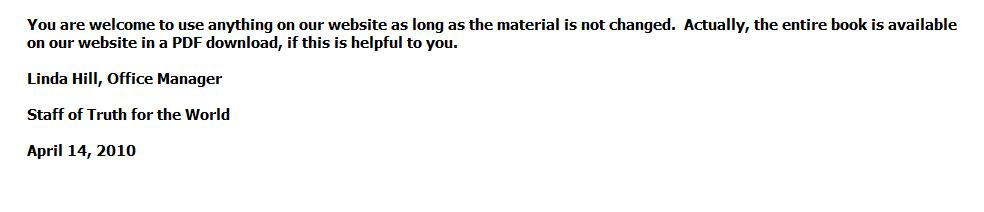 You are welcome to use anything on our website as long as the material is not changed.  Actually, the entire book is available
on our website in a PDF download, if this is helpful to you.
Linda Hill, Office Manager
Staff of Truth for the World
April 14, 2010